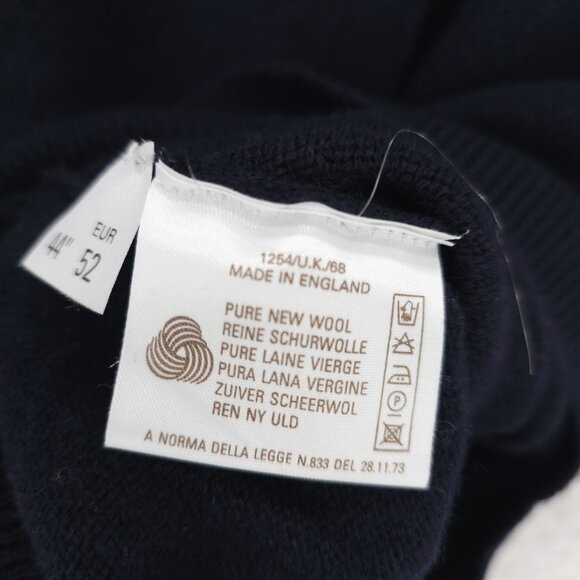 EUR
44" 52
1254/U.K./68
MADE IN ENGLAND
PURE NEW WOOL
REINE SCHURWOLLE
PURE LAINE VIERGE
PURA LANA VERGINE
ZUIVER SCHEERWOL
REN NY ULD
P
A NORMA DELLA LEGGE N.833 DEL 28.11.73